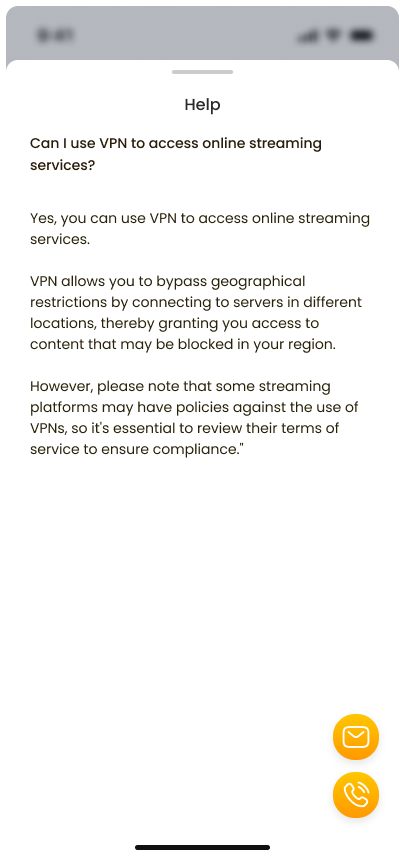 Help
Can I use VPN to access online streaming
services?
Yes, you can use VPN to access online streaming
services.
VPN allows you to bypass geographical
restrictions by connecting to servers in different
locations, thereby granting you access to
content that may be blocked in your region.
However, please note that some streaming
platforms may have policies against the use of
VPNs, so it's essential to review their terms of
service to ensure compliance."